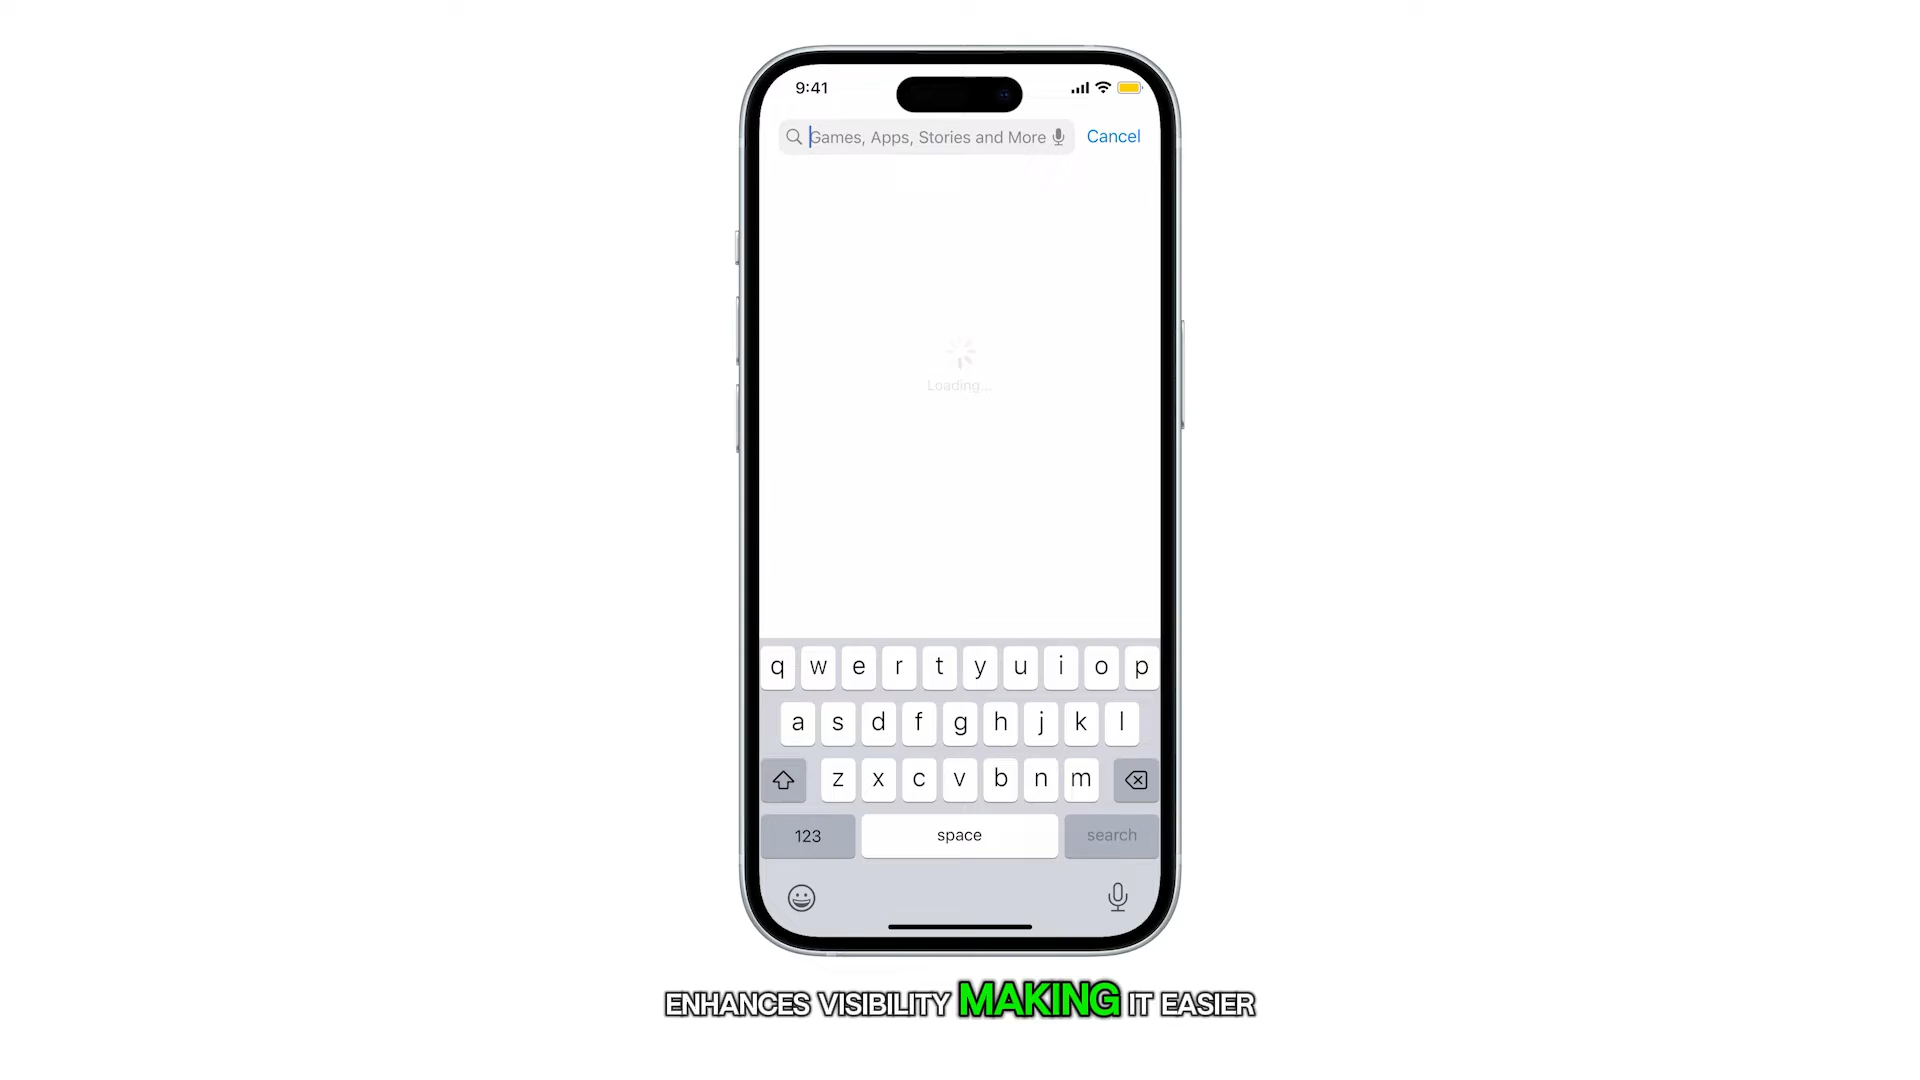 9:41
Games, Apps, Stories and More Cancel
Loading...
q w e r t y u i o p
a s d f g h j k l
z x c v b n m
123 space search
ENHANCES VISIBILITY MAKING IT EASIER